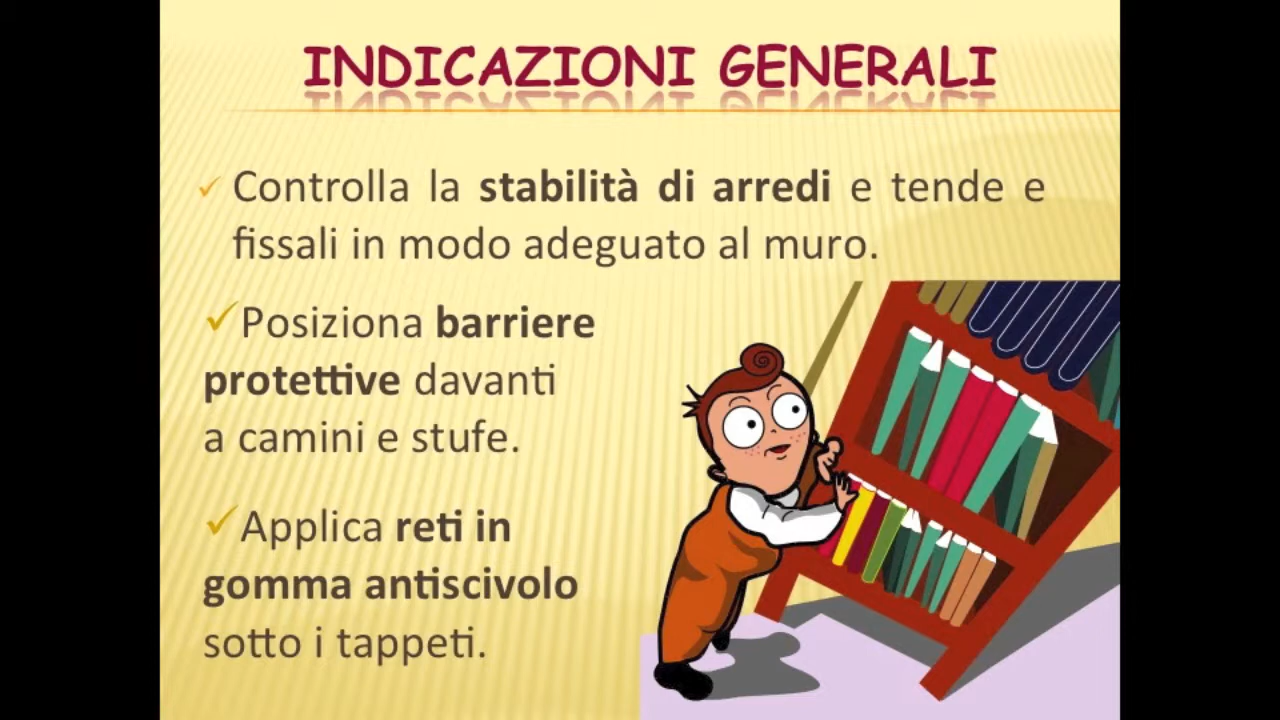 INDICAZIONI GENERALI
Controlla la stabilità di arredi e tende e
fissali in modo adeguato al muro.
Posiziona barriere
protettive davanti
a camini e stufe.
Applica reti in
gomma antiscivolo
sotto i tappeti.